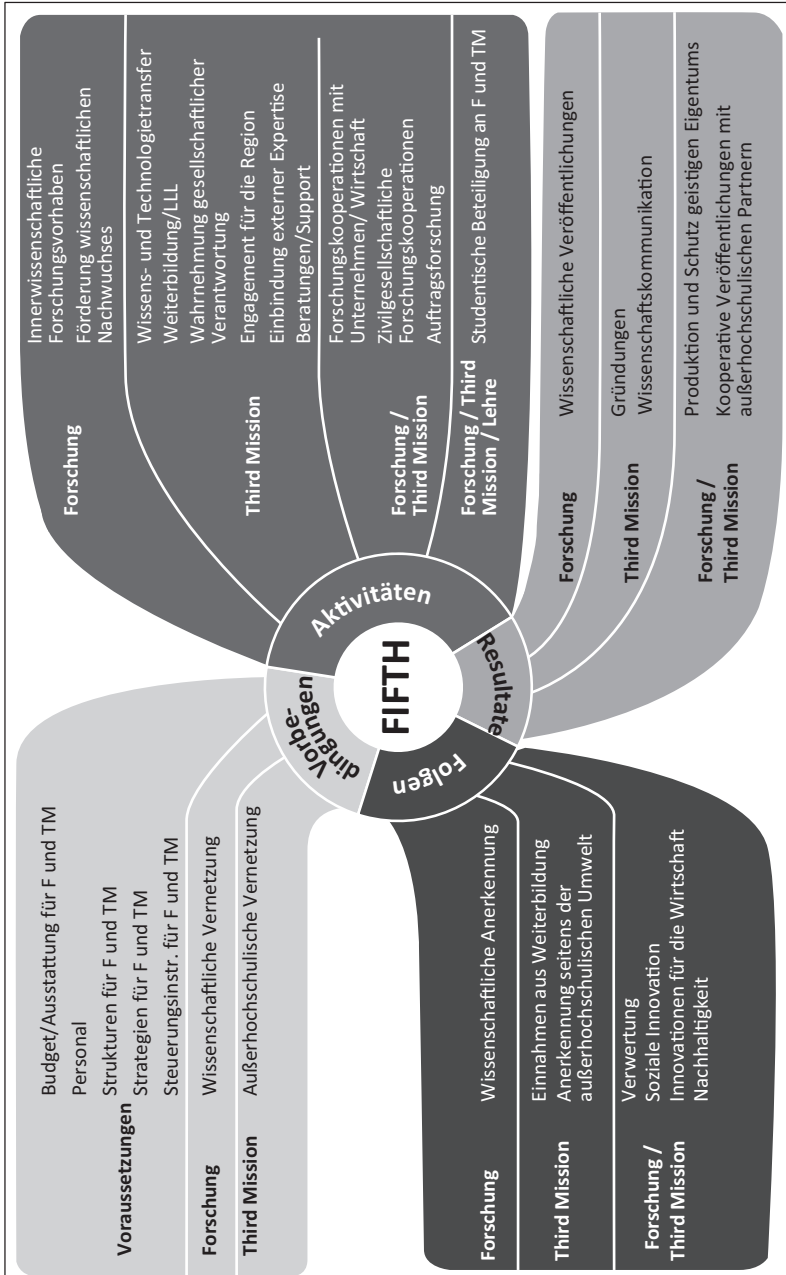 FIFTH
Vorbe-
dingungen
Aktivitäten
Resultate
Folgen
Voraussetzungen
Budget/Ausstattung für F und TM
Personal
Strukturen für F und TM
Strategien für F und TM
Steuerungsinstr. für F und TM
Forschung
Wissenschaftliche Vernetzung
Third Mission
Außerhochschulische Vernetzung
Forschung
Innerwissenschaftliche
Forschungsvorhaben
Förderung wissenschaftlichen
Nachwuchses
Third Mission
Wissens- und Technologietransfer
Weiterbildung/LLL
Wahrnehmung gesellschaftlicher
Verantwortung
Engagement für die Region
Einbindung externer Expertise
Beratungen/Support
Forschung /
Third Mission
Forschungskooperationen mit
Unternehmen/ Wirtschaft
Zivilgesellschaftliche
Forschungskooperationen
Auftragsforschung
Forschung / Third
Mission / Lehre
Studentische Beteiligung an F und TM
Forschung
Wissenschaftliche Veröffentlichungen
Third Mission
Gründungen
Wissenschaftskommunikation
Forschung /
Third Mission
Produktion und Schutz geistigen Eigentums
Kooperative Veröffentlichungen mit
außerhochschulischen Partnern
Forschung
Wissenschaftliche Anerkennung
Third Mission
Einnahmen aus Weiterbildung
Anerkennung seitens der
außerhochschulischen Umwelt
Forschung /
Third Mission
Verwertung
Soziale Innovation
Innovationen für die Wirtschaft
Nachhaltigkeit